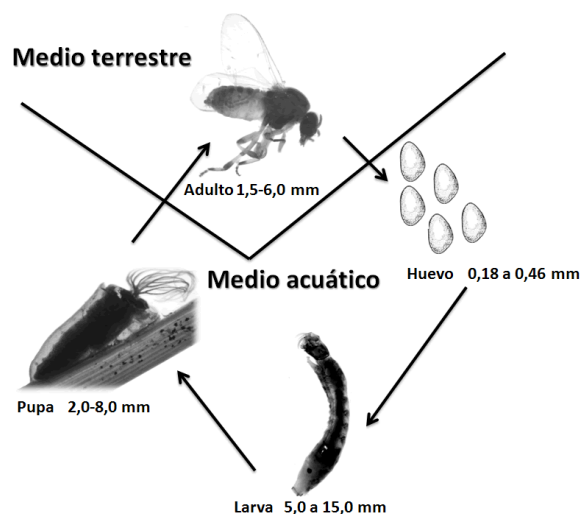 Medio terrestre
Adulto 1,5-6,0 mm
Huevo 0,18 a 0,46 mm
Medio acuático
Pupa 2,0-8,0 mm
Larva 5,0 a 15,0 mm